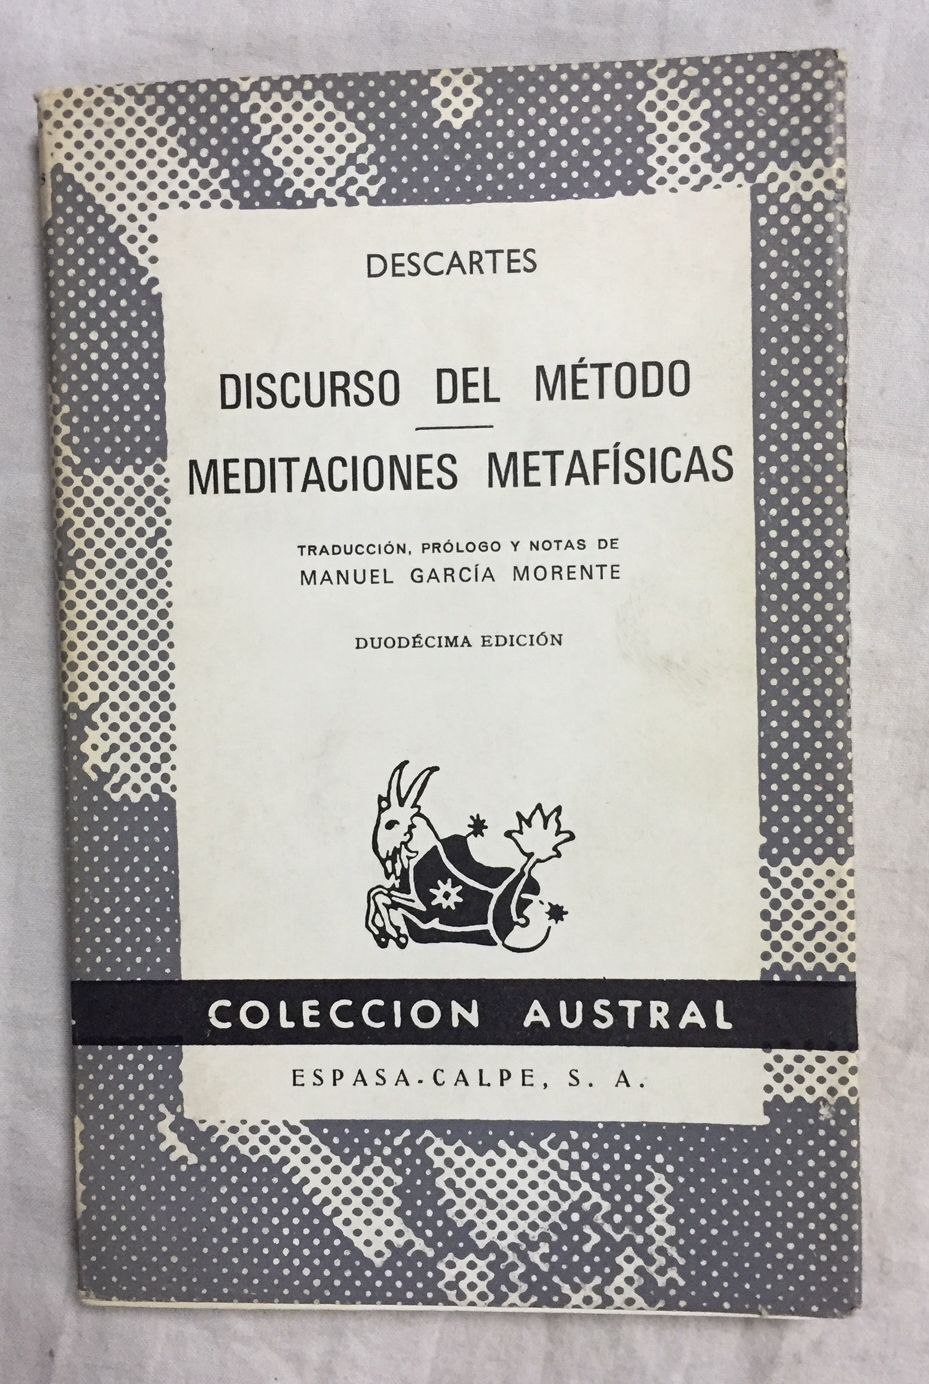 DESCARTES
DISCURSO DEL MÉTODO
MEDITACIONES METAFÍSICAS
TRADUCCIÓN, PRÓLOGO Y NOTAS DE
MANUEL GARCÍA MORENTE
DUODÉCIMA EDICIÓN
COLECCION AUSTRAL
ESPASA-CALPE, S. A.